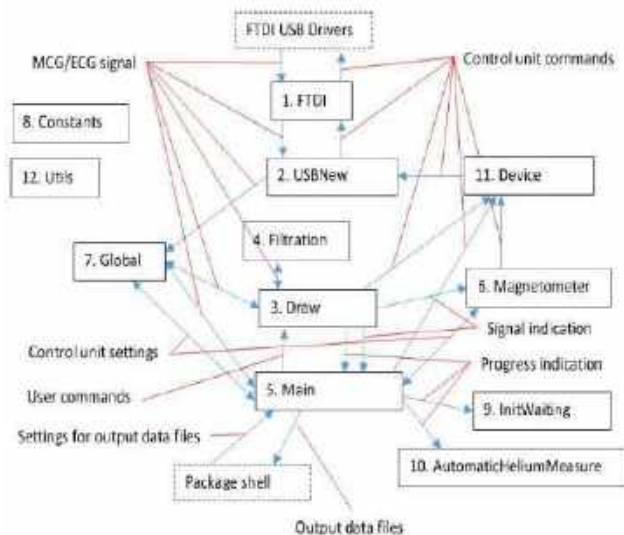 FTDI USB Drivers
MCG/ECG signal
Control unit commands
1. FTDI
8. Constants
2. USBNew
11. Device
12. Utils
4. Filtration
7. Global
6. Magnetometer
3. Draw
Signal indication
Control unit settings
Progress indication
User commands
5. Main
9. InitWaiting
Settings for output data files
10. AutomaticHeliumMeasure
Package shell
Output data files